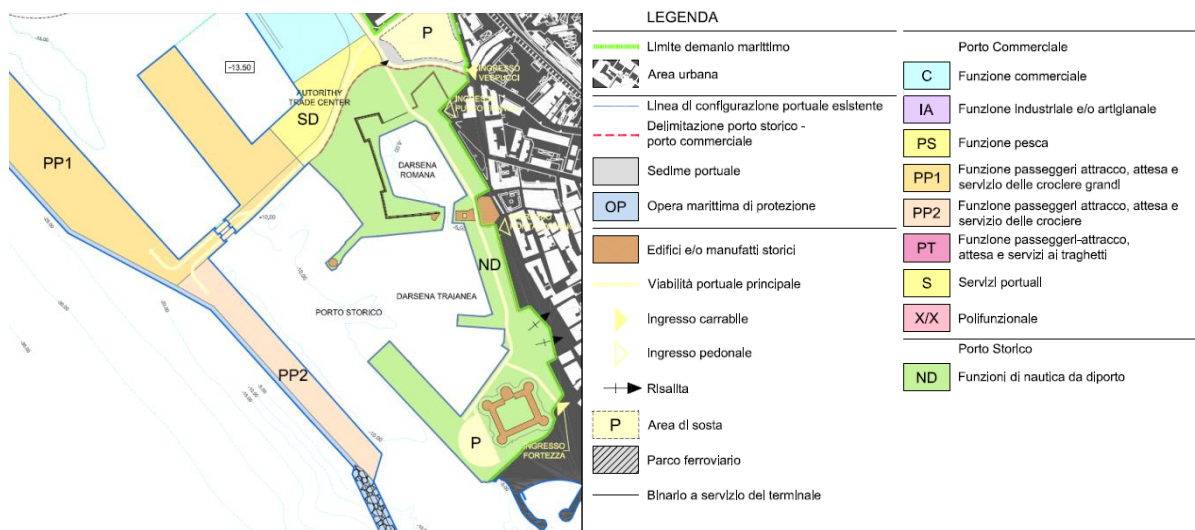 P
INGRESSO
VESPUCCI
-13.50
AUTORITHY
TRADE CENTER
SD
INGRESSO
DARSENA
ROMANA
PP1
+10,00
ND
DARSENA TRAIANEA
PORTO STORICO
PP2
P
INGRESSO
FORTEZZA
LEGENDA
Limite demanio marittimo
Area urbana
Linea di configurazione portuale esistente
Delimitazione porto storico -
porto commerciale
Sedime portuale
OP Opera marittima di protezione
Edifici e/o manufatti storici
Viabilità portuale principale
Ingresso carrabile
Ingresso pedonale
Risalita
P Area di sosta
Parco ferroviario
Binario a servizio del terminale
Porto Commerciale
C Funzione commerciale
IA Funzione industriale e/o artigianale
PS Funzione pesca
PP1 Funzione passeggeri attracco, attesa e
servizio delle crociere grandi
PP2 Funzione passeggeri attracco, attesa e
servizio delle crociere
PT Funzione passeggeri-attracco,
attesa e servizi ai traghetti
S Servizi portuali
X/X Polifunzionale
Porto Storico
ND Funzioni di nautica da diporto